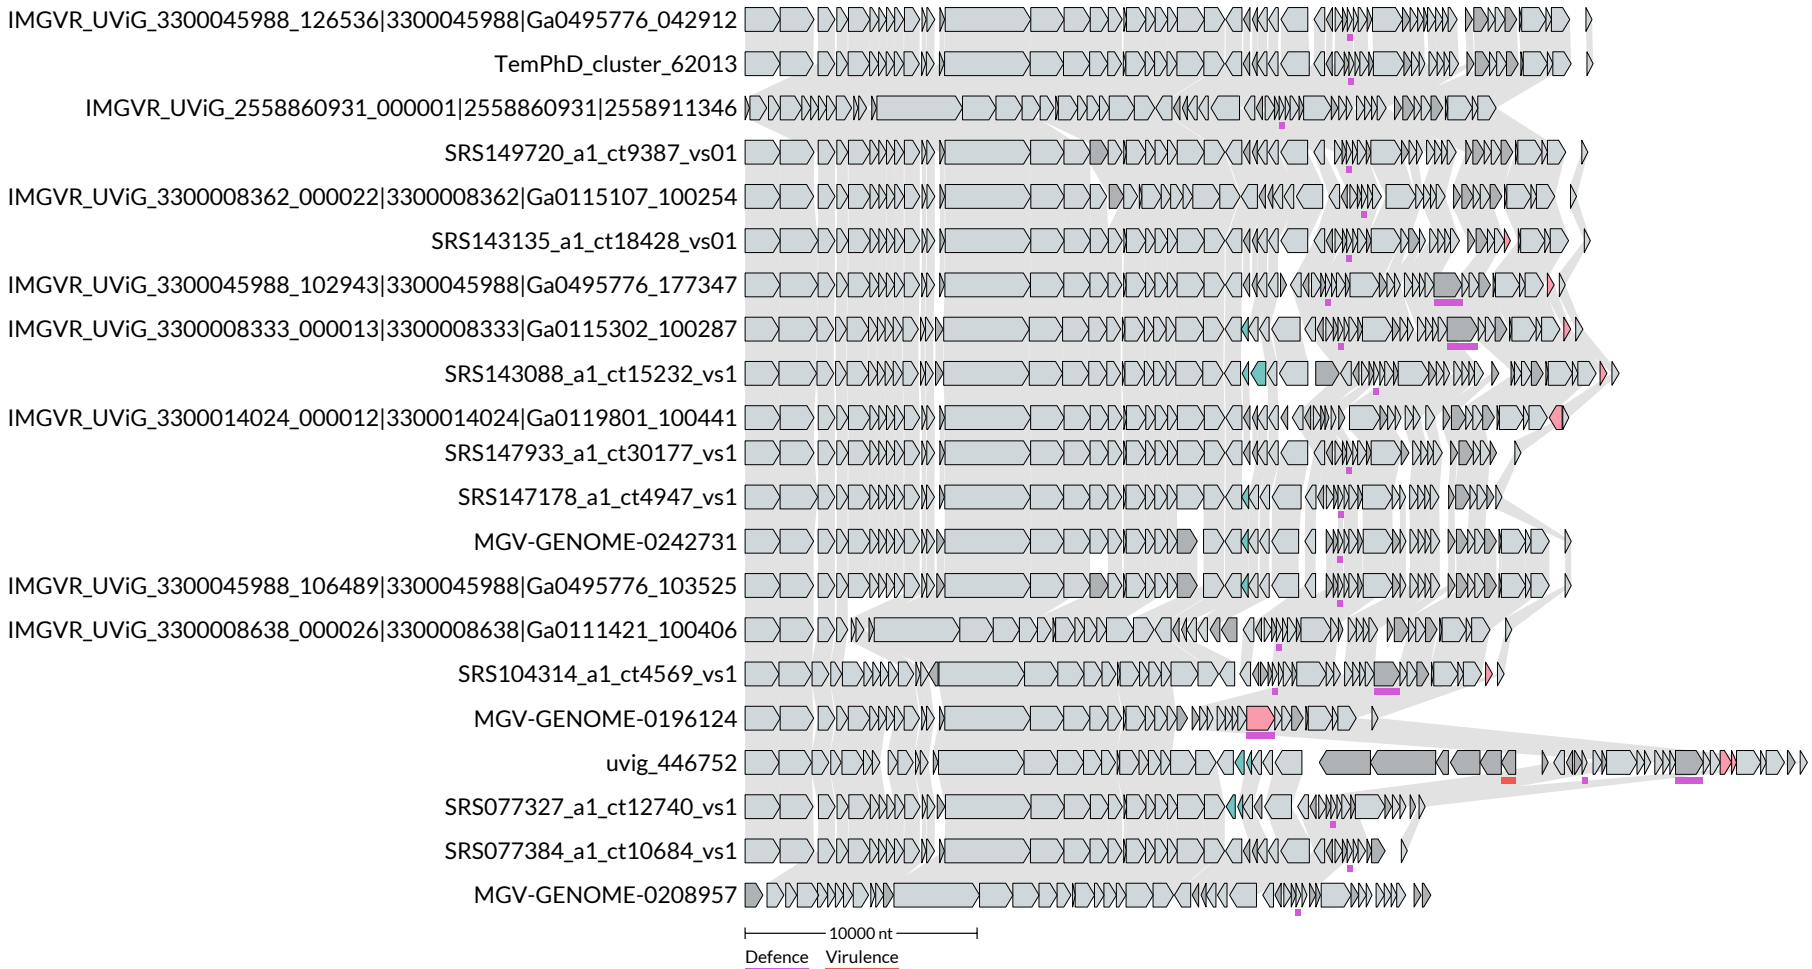 IMGVR_UViG_3300045988_126536|3300045988|Ga0495776_042912
TemPhD_cluster_62013
IMGVR_UViG_2558860931_000001|2558860931|2558911346
SRS149720_a1_ct9387_vs01
IMGVR_UViG_3300008362_000022|3300008362|Ga0115107_100254
SRS143135_a1_ct18428_vs01
IMGVR_UViG_3300045988_102943|3300045988|Ga0495776_177347
IMGVR_UViG_3300008333_000013|3300008333|Ga0115302_100287
SRS143088_a1_ct15232_vs1
IMGVR_UViG_3300014024_000012|3300014024|Ga0119801_100441
SRS147933_a1_ct30177_vs1
SRS147178_a1_ct4947_vs1
MGV-GENOME-0242731
IMGVR_UViG_3300045988_106489|3300045988|Ga0495776_103525
IMGVR_UViG_3300008638_000026|3300008638|Ga0111421_100406
SRS104314_a1_ct4569_vs1
MGV-GENOME-0196124
uvig_446752
SRS077327_a1_ct12740_vs1
SRS077384_a1_ct10684_vs1
MGV-GENOME-0208957
10000 nt
Defence Virulence